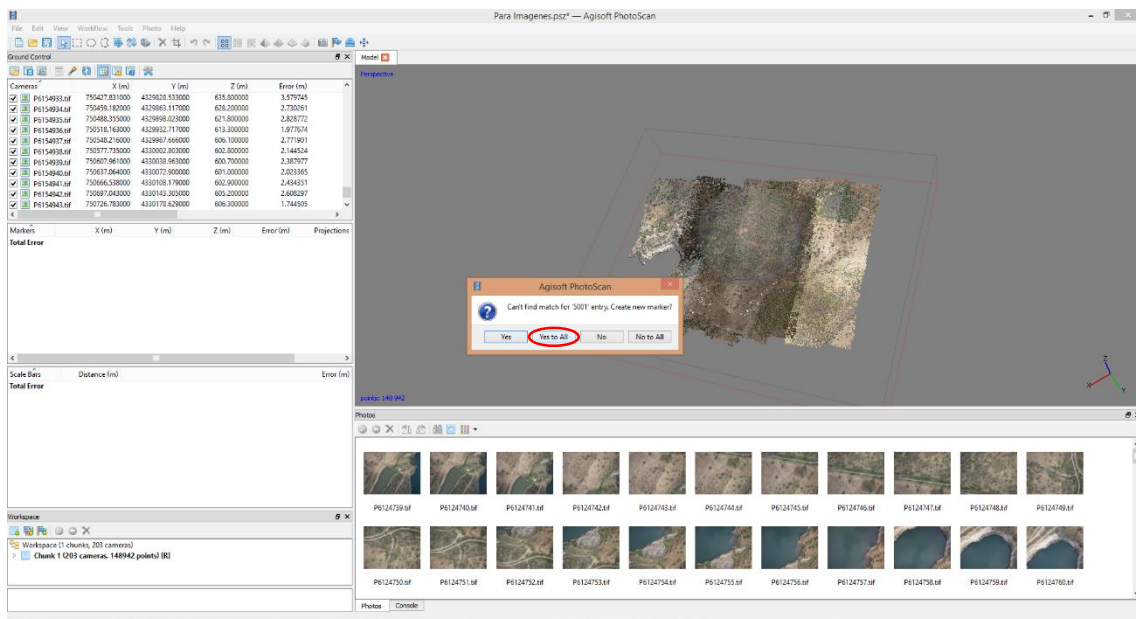 Para Imagenes.psz* — Agisoft PhotoScan
File Edit View Workflow Tools Photo Help
Ground Control
Cameras X (m) Y (m) Z (m) Error (m)
P6154933.tif 750427.831000 4329828.533000 635.800000 3.579745
P6154934.tif 750459.182000 4329863.117000 628.200000 2.730261
P6154935.tif 750488.355000 4329898.023000 621.800000 2.828772
P6154936.tif 750518.163000 4329932.717000 613.300000 1.977674
P6154937.tif 750548.216000 4329967.666000 606.100000 2.771901
P6154938.tif 750577.735000 4330002.803000 602.800000 2.144524
P6154939.tif 750607.961000 4330038.963000 600.700000 2.387977
P6154940.tif 750637.064000 4330072.900000 601.000000 2.023365
P6154941.tif 750666.538000 4330108.179000 602.900000 2.434351
P6154942.tif 750697.043000 4330143.305000 605.200000 2.608297
P6154943.tif 750726.783000 4330178.629000 606.300000 1.744505
Markers X (m) Y (m) Z (m) Error (m) Projections
Total Error
Scale Bars Distance (m) Error (m)
Total Error
Workspace
Workspace (1 chunks, 203 cameras)
Chunk 1 (203 cameras, 148942 points) [R]
Model
Perspective
Agisoft PhotoScan
Can't find match for '5001' entry. Create new marker?
Yes Yes to All No No to All
Z
X
Y
points: 148 942
Photos
P6124739.tif P6124740.tif P6124741.tif P6124742.tif P6124743.tif P6124744.tif P6124745.tif P6124746.tif P6124747.tif P6124748.tif P6124749.tif
P6124750.tif P6124751.tif P6124752.tif P6124753.tif P6124754.tif P6124755.tif P6124756.tif P6124757.tif P6124758.tif P6124759.tif P6124760.tif
Photos Console